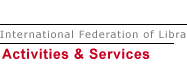 International Federation of Libra
Activities & Services